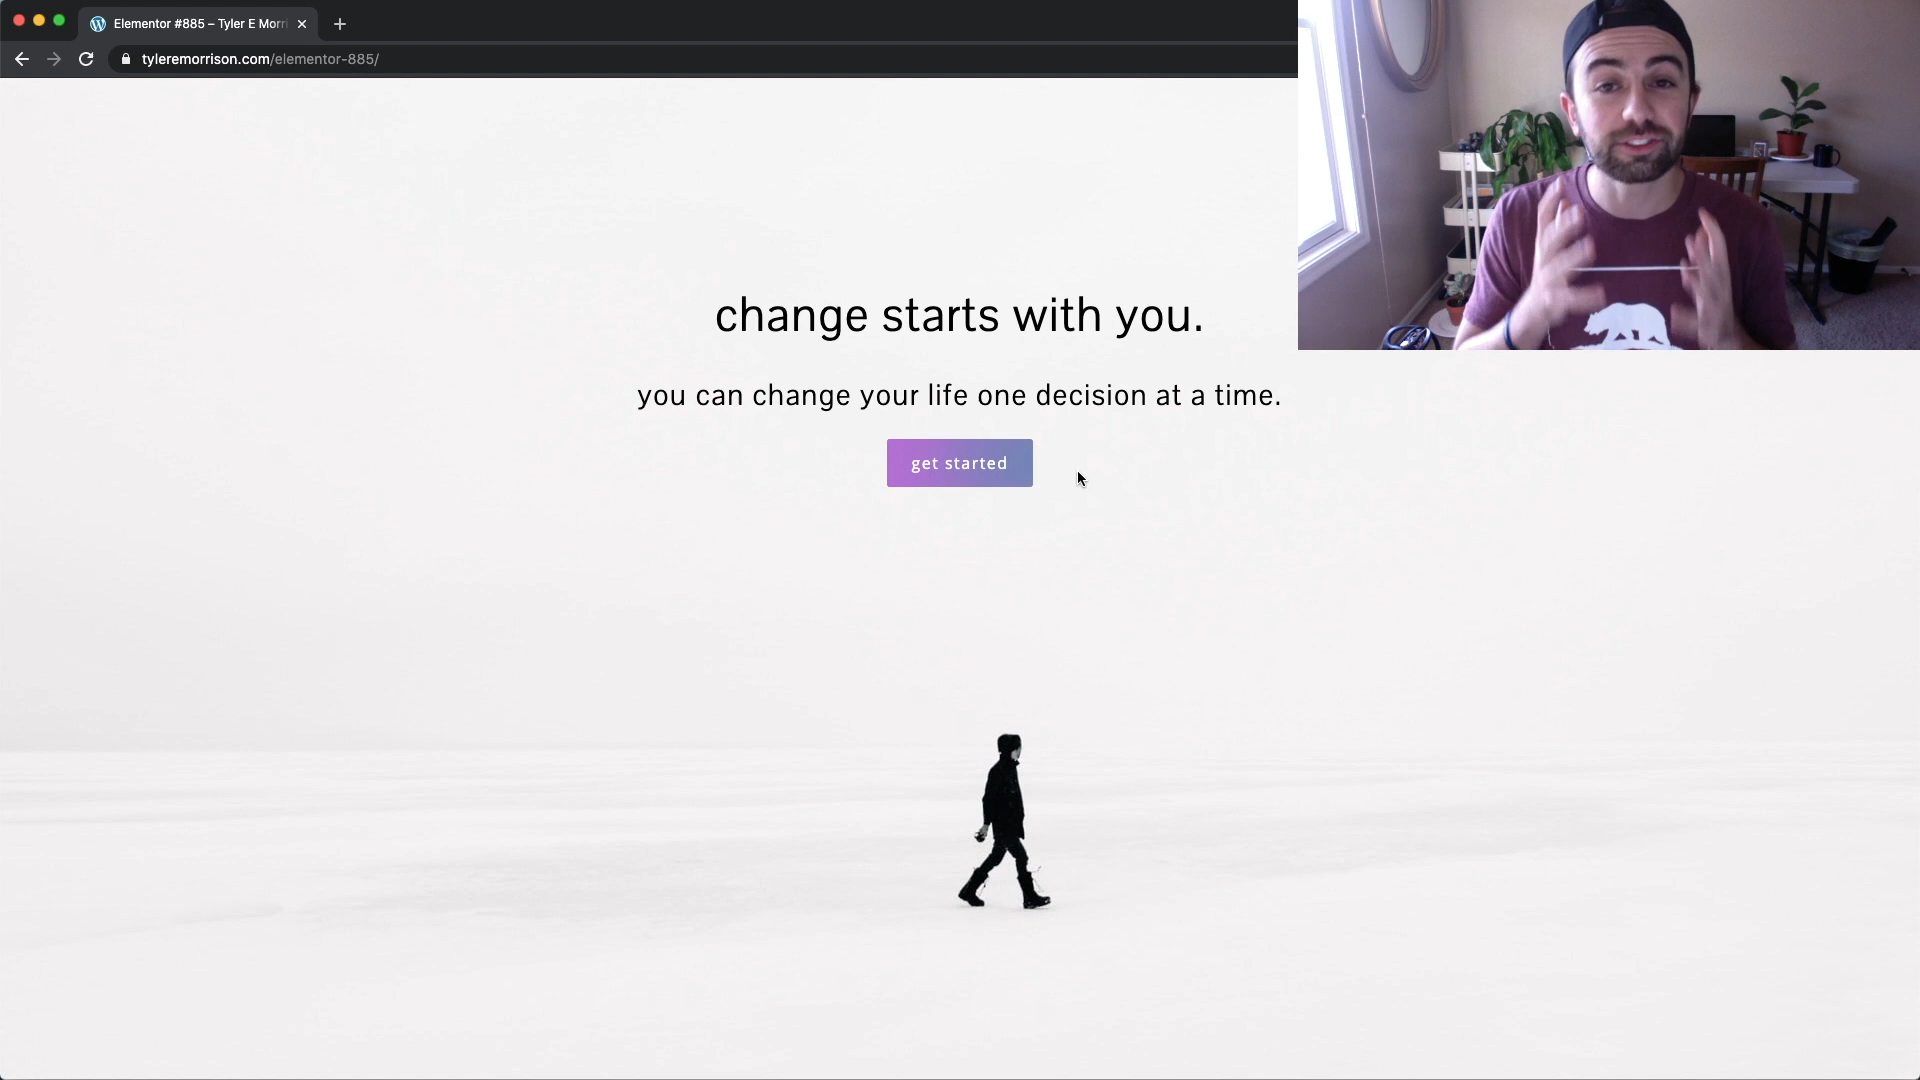 Elementor #885 – Tyler E Morri
tyleremorrison.com/elementor-885/
change starts with you.
you can change your life one decision at a time.
get started